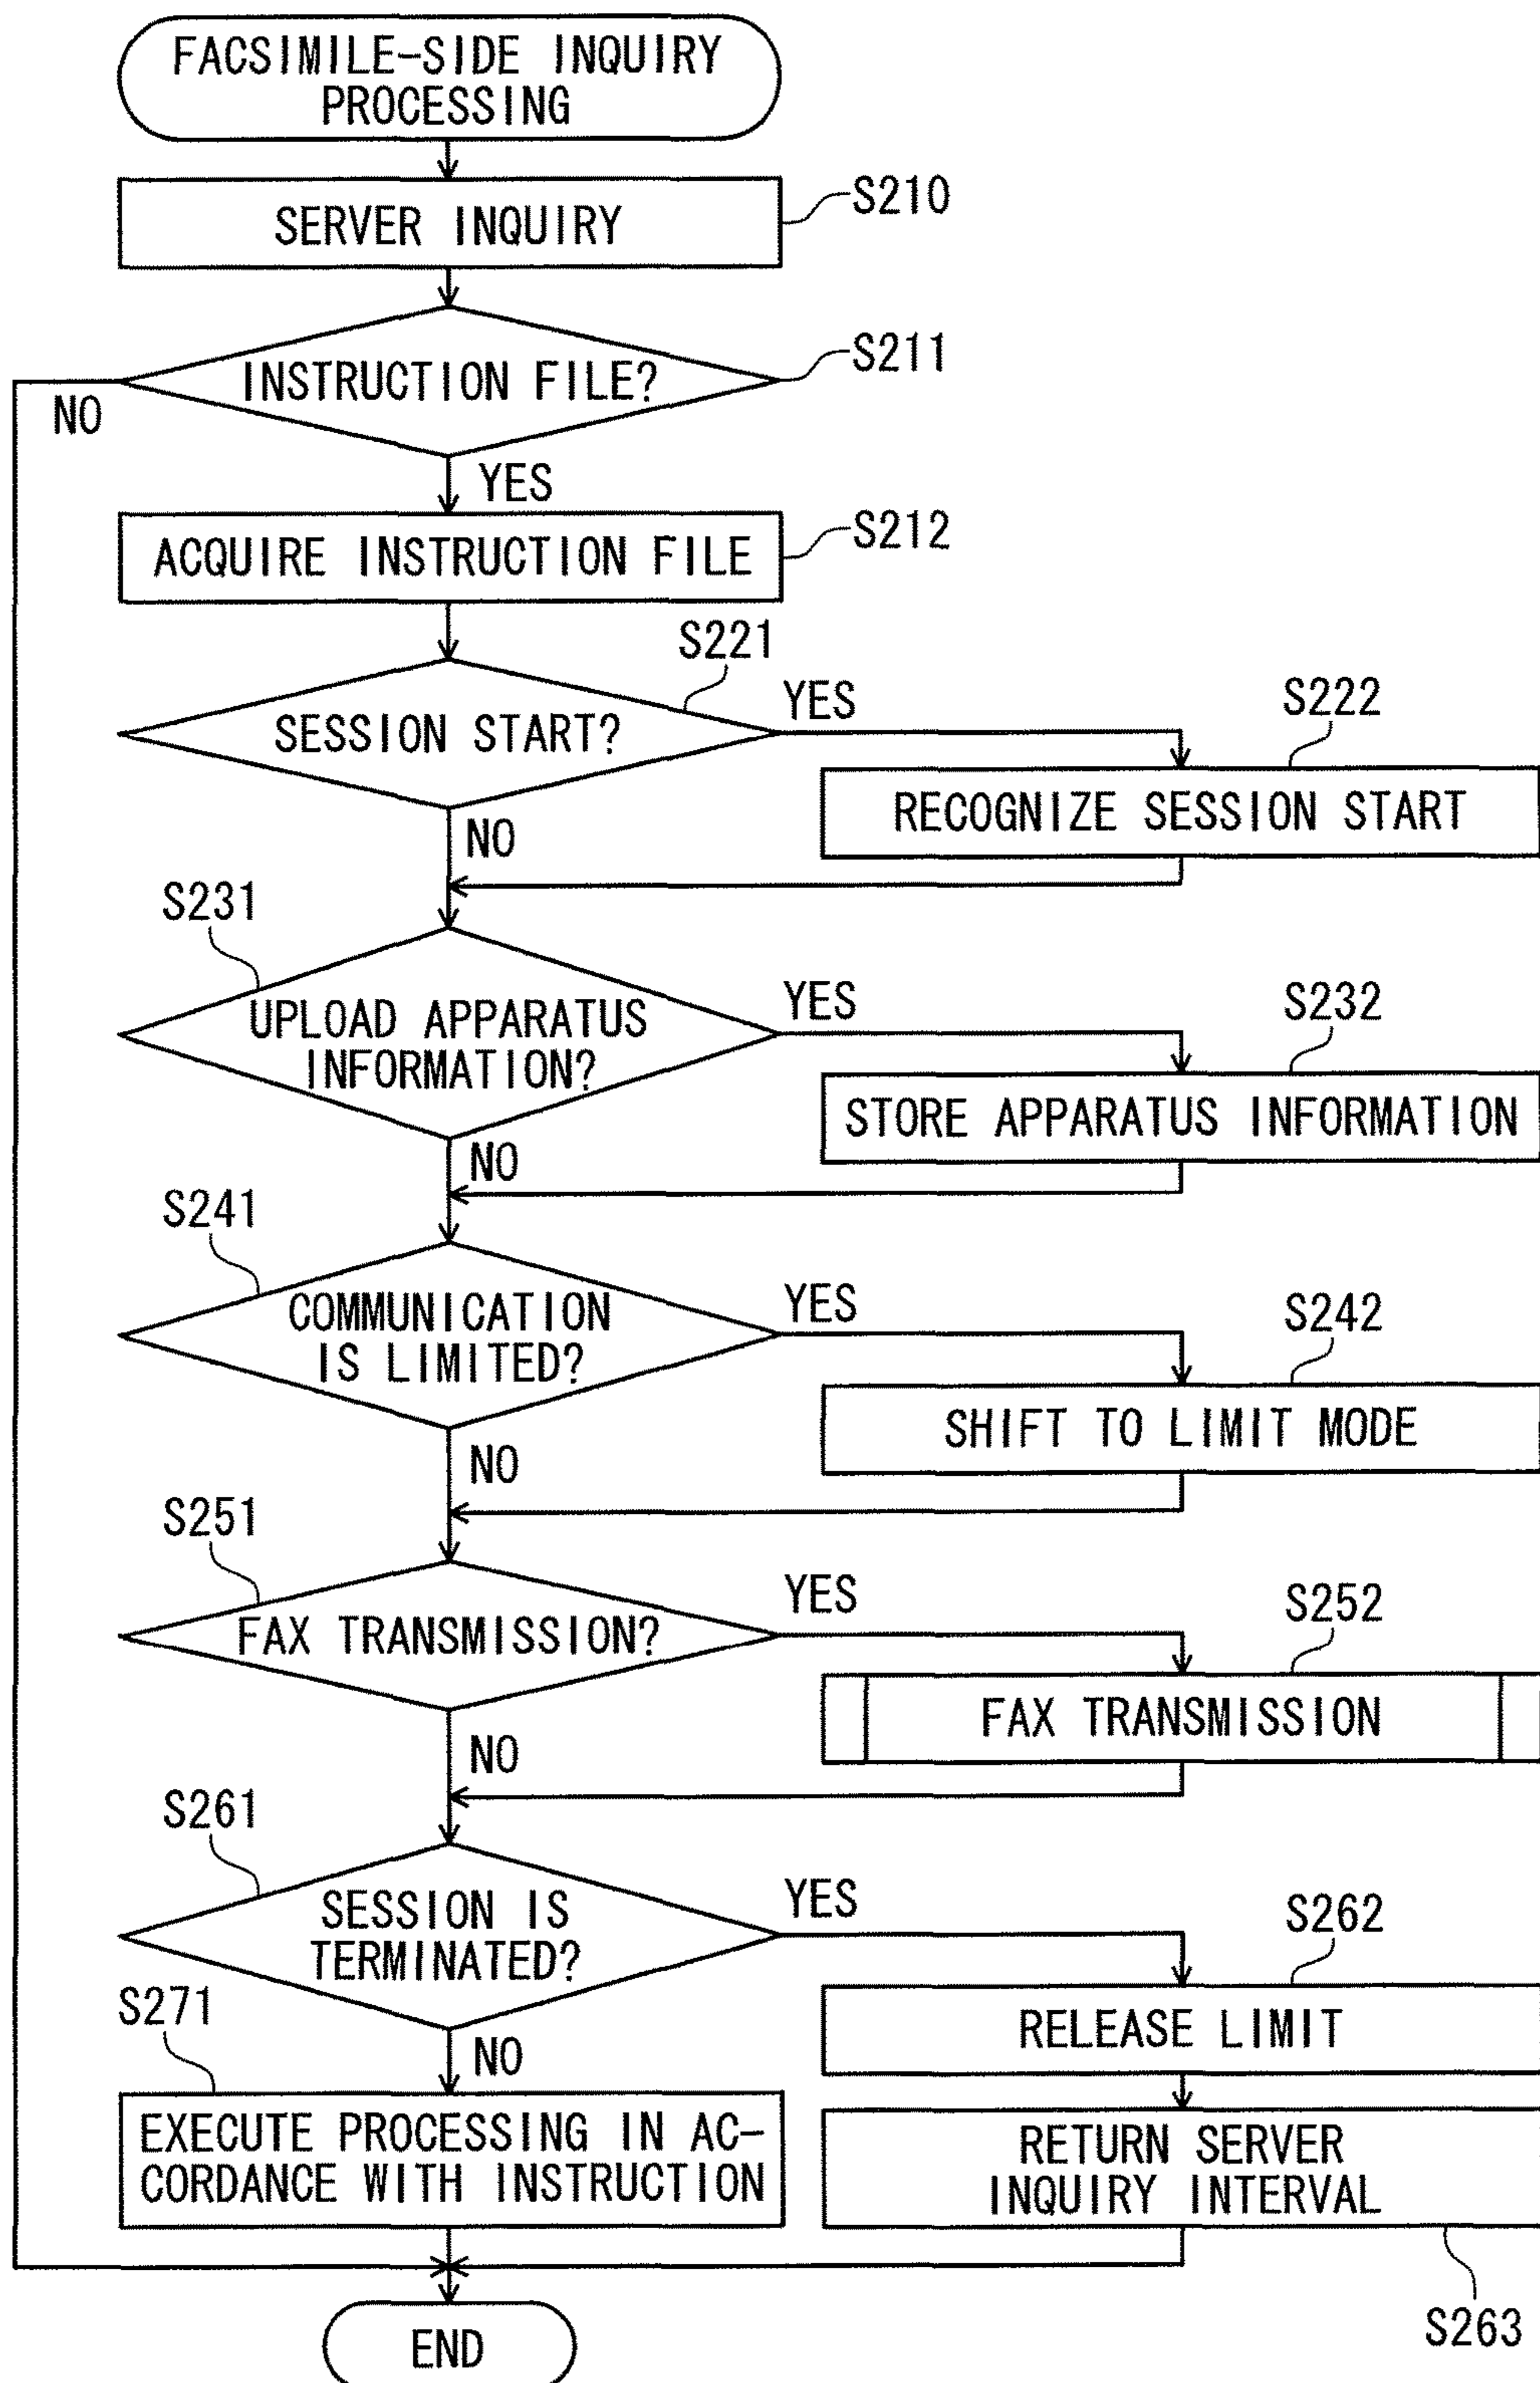 FACSIMILE-SIDE INQUIRY
PROCESSING
SERVER INQUIRY
S210
INSTRUCTION FILE?
S211
NO
YES
ACQUIRE INSTRUCTION FILE
S212
SESSION START?
S221
YES
S222
RECOGNIZE SESSION START
NO
S231
UPLOAD APPARATUS
INFORMATION?
YES
S232
STORE APPARATUS INFORMATION
NO
S241
COMMUNICATION
IS LIMITED?
YES
S242
SHIFT TO LIMIT MODE
NO
S251
FAX TRANSMISSION?
YES
S252
FAX TRANSMISSION
NO
S261
SESSION IS
TERMINATED?
YES
S262
RELEASE LIMIT
NO
S271
EXECUTE PROCESSING IN AC-
CORDANCE WITH INSTRUCTION
RETURN SERVER
INQUIRY INTERVAL
S263
END